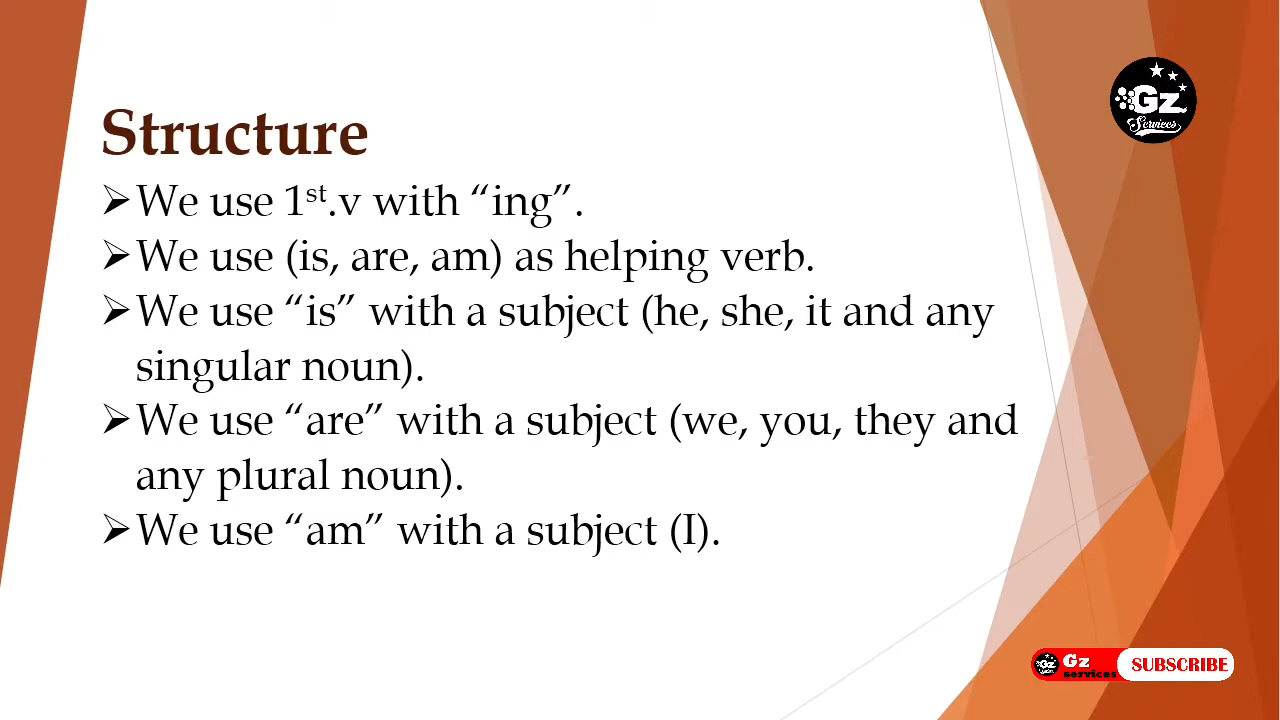 Gz
Services
Structure
➢We use 1st.v with “ing”.
➢We use (is, are, am) as helping verb.
➢We use “is” with a subject (he, she, it and any
singular noun).
➢We use “are” with a subject (we, you, they and
any plural noun).
➢We use “am” with a subject (I).
Gz
services
SUBSCRIBE